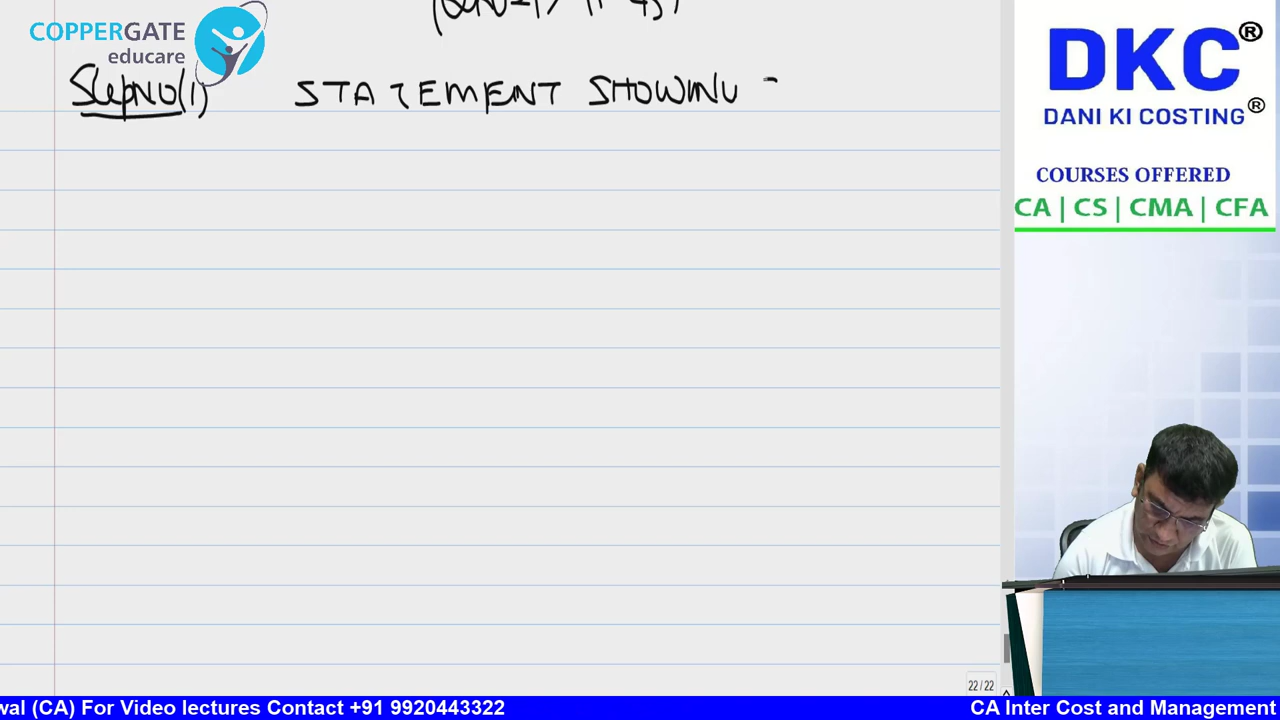 COPPERGATE
educare
Step No (1) STATEMENT SHOWING
DKC®
DANI KI COSTING®
COURSES OFFERED
CA | CS | CMA | CFA
22 / 22
wal (CA) For Video lectures Contact +91 9920443322
CA Inter Cost and Management